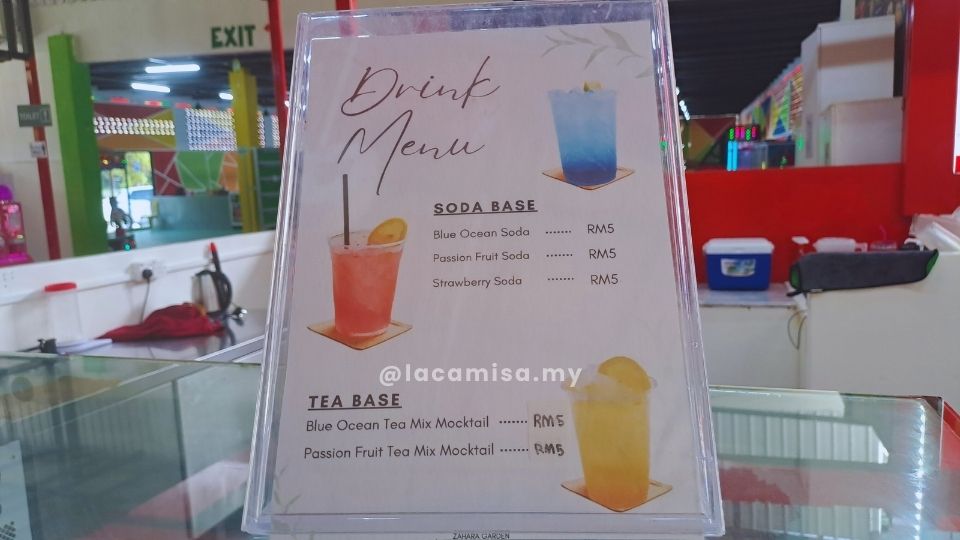 EXIT
TOILET
Drink
Menu
SODA BASE
Blue Ocean Soda ....... RM5
Passion Fruit Soda ....... RM5
Strawberry Soda ....... RM5
@lacamisa.my
TEA BASE
Blue Ocean Tea Mix Mocktail ....... RM5
Passion Fruit Tea Mix Mocktail ....... RM5
ZAHARA GARDEN